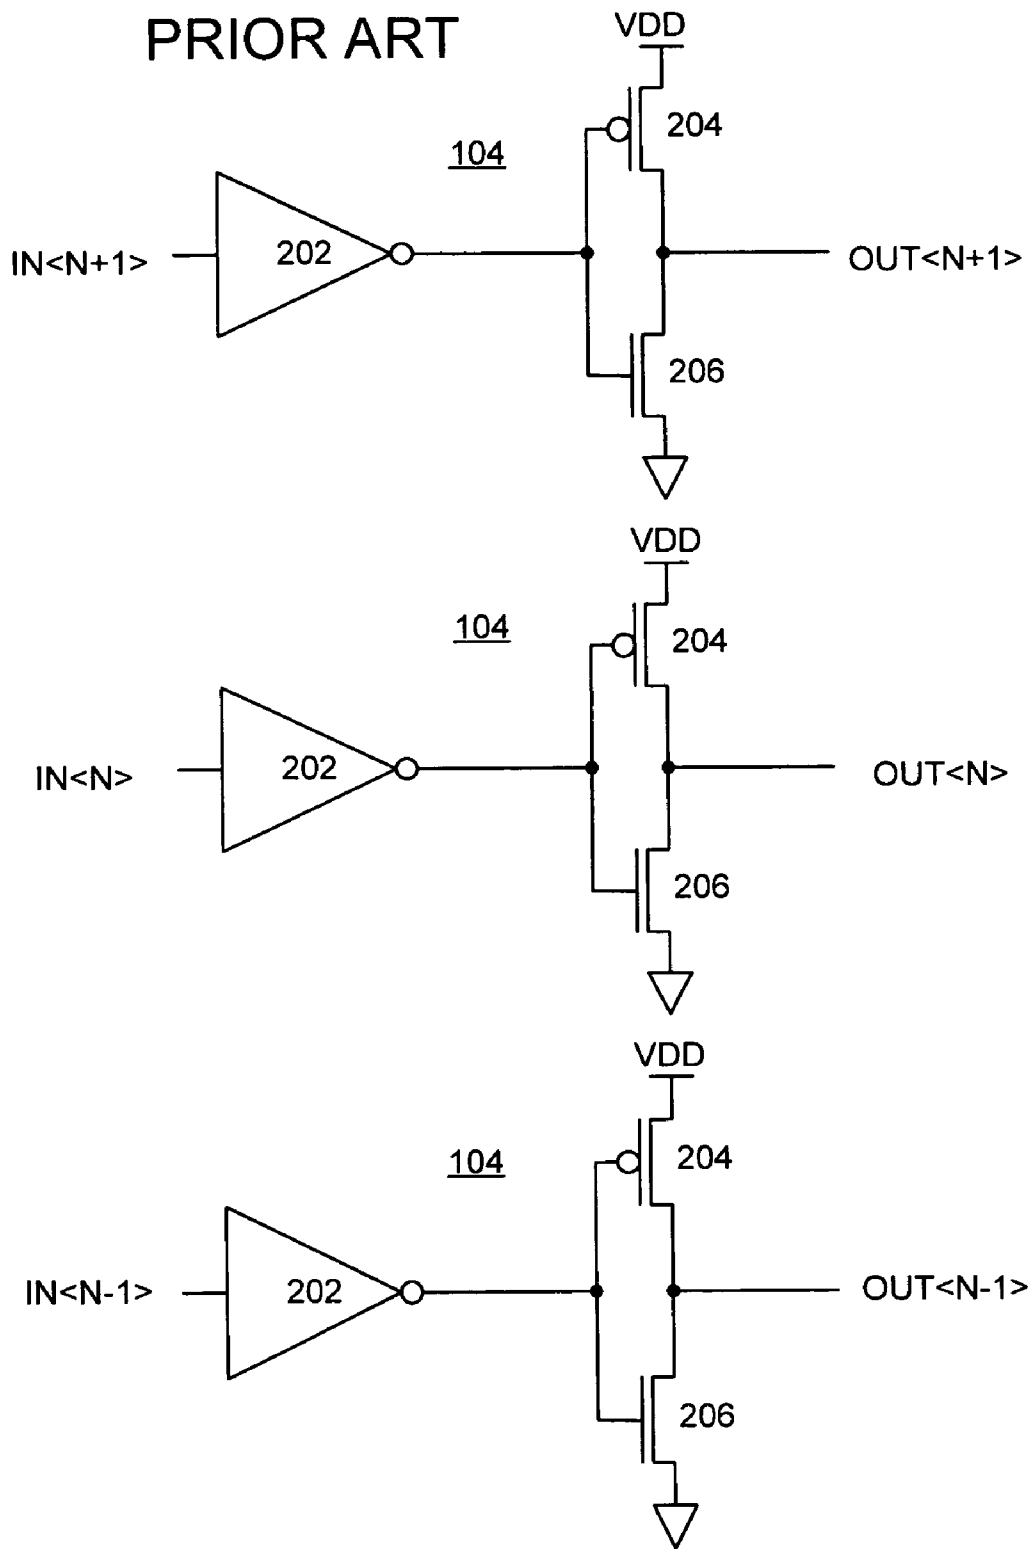 PRIOR ART
VDD
204
104
202
IN<N+1>
OUT<N+1>
206
VDD
104
204
202
IN<N>
OUT<N>
206
VDD
104
204
202
IN<N-1>
OUT<N-1>
206